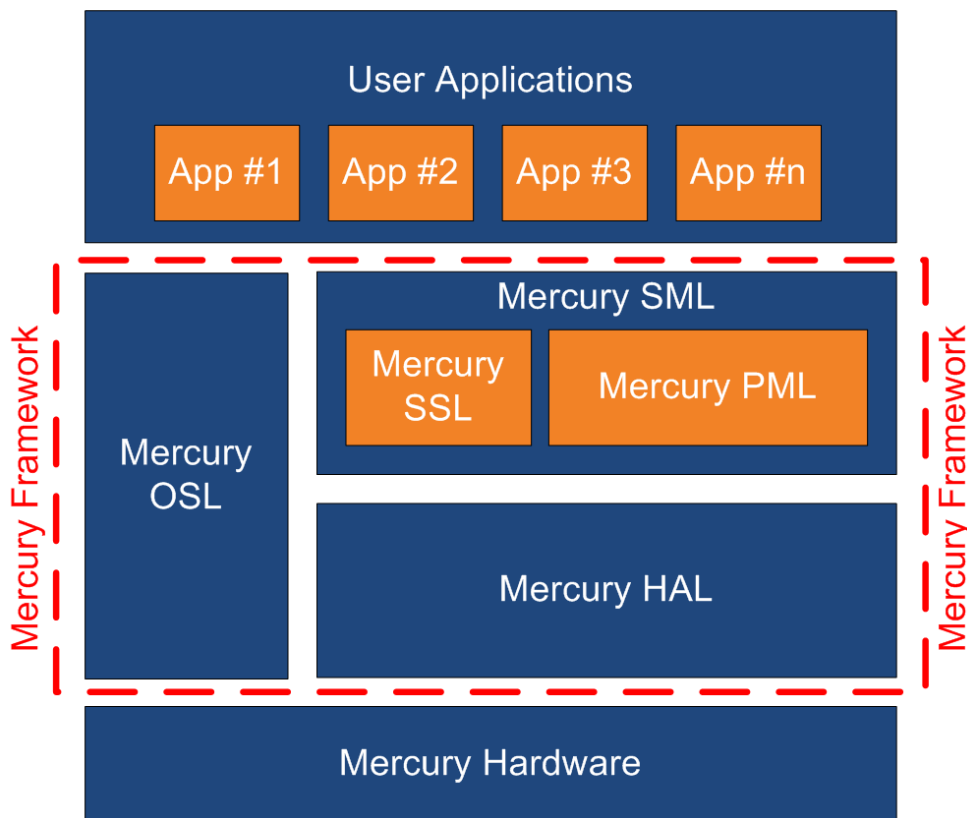 User Applications
App #1
App #2
App #3
App #n
Mercury Framework
Mercury OSL
Mercury SML
Mercury
SSL
Mercury PML
Mercury HAL
Mercury Framework
Mercury Hardware